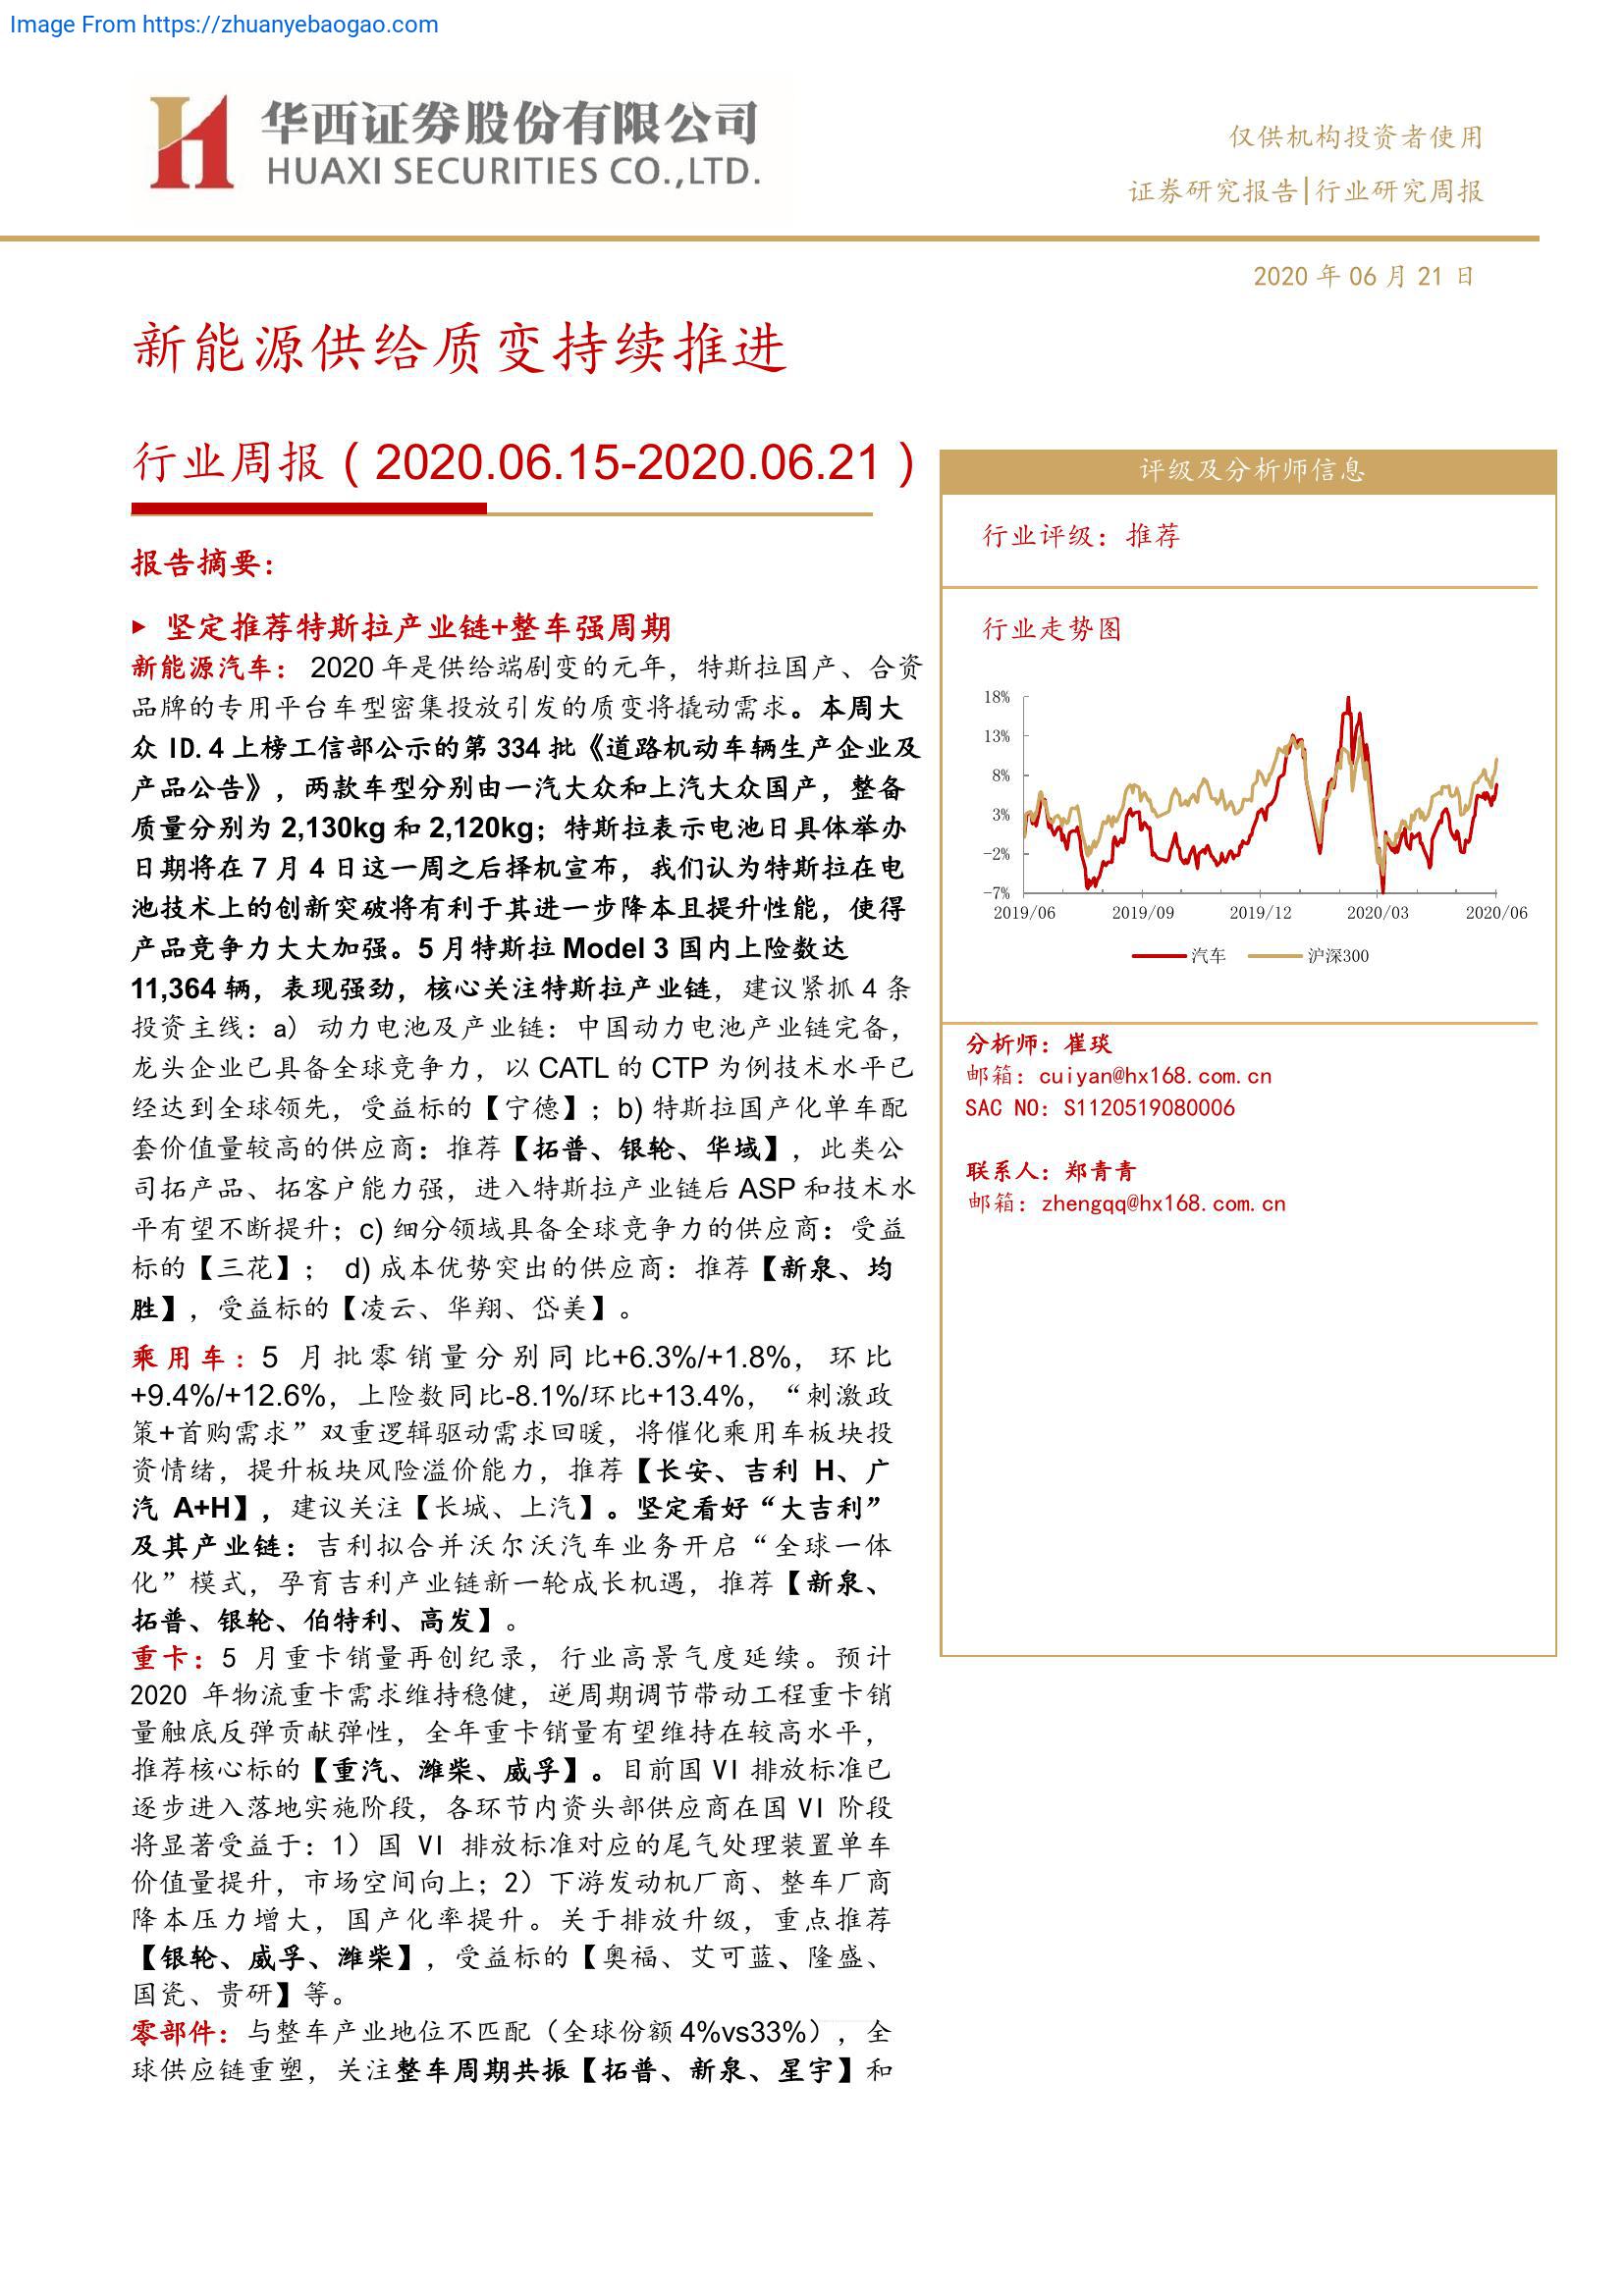 Image From https://zhuanyebaogao.com
华西证券股份有限公司
HUAXI SECURITIES CO.,LTD.
仅供机构投资者使用
证券研究报告|行业研究周报
2020 年 06 月 21 日
新能源供给质变持续推进
行业周报（2020.06.15-2020.06.21）
报告摘要：
► 坚定推荐特斯拉产业链+整车强周期
新能源汽车： 2020 年是供给端剧变的元年，特斯拉国产、合资
品牌的专用平台车型密集投放引发的质变将撬动需求。本周大
众 ID.4 上榜工信部公示的第 334 批《道路机动车辆生产企业及
产品公告》，两款车型分别由一汽大众和上汽大众国产，整备
质量分别为 2,130kg 和 2,120kg；特斯拉表示电池日具体举办
日期将在 7 月 4 日这一周之后择机宣布，我们认为特斯拉在电
池技术上的创新突破将有利于其进一步降本且提升性能，使得
产品竞争力大大加强。5 月特斯拉 Model 3 国内上险数达
11,364 辆，表现强劲，核心关注特斯拉产业链，建议紧抓 4 条
投资主线：a）动力电池及产业链：中国动力电池产业链完备，
龙头企业已具备全球竞争力，以 CATL 的 CTP 为例技术水平已
经达到全球领先，受益标的【宁德】；b) 特斯拉国产化单车配
套价值量较高的供应商：推荐【拓普、银轮、华域】，此类公
司拓产品、拓客户能力强，进入特斯拉产业链后 ASP 和技术水
平有望不断提升；c) 细分领域具备全球竞争力的供应商：受益
标的【三花】； d) 成本优势突出的供应商：推荐【新泉、均
胜】，受益标的【凌云、华翔、岱美】。
乘用车：5 月批零销量分别同比+6.3%/+1.8%，环比
+9.4%/+12.6%，上险数同比-8.1%/环比+13.4%，“刺激政
策+首购需求”双重逻辑驱动需求回暖，将催化乘用车板块投
资情绪，提升板块风险溢价能力，推荐【长安、吉利 H、广
汽 A+H】，建议关注【长城、上汽】。坚定看好“大吉利”
及其产业链：吉利拟合并沃尔沃汽车业务开启“全球一体
化”模式，孕育吉利产业链新一轮成长机遇，推荐【新泉、
拓普、银轮、伯特利、高发】。
重卡：5 月重卡销量再创纪录，行业高景气度延续。预计
2020 年物流重卡需求维持稳健，逆周期调节带动工程重卡销
量触底反弹贡献弹性，全年重卡销量有望维持在较高水平，
推荐核心标的【重汽、潍柴、威孚】。目前国 VI 排放标准已
逐步进入落地实施阶段，各环节内资头部供应商在国 VI 阶段
将显著受益于：1）国 VI 排放标准对应的尾气处理装置单车
价值量提升，市场空间向上；2）下游发动机厂商、整车厂商
降本压力增大，国产化率提升。关于排放升级，重点推荐
【银轮、威孚、潍柴】，受益标的【奥福、艾可蓝、隆盛、
国瓷、贵研】等。
零部件：与整车产业地位不匹配（全球份额 4%vs33%），全
球供应链重塑，关注整车周期共振【拓普、新泉、星宇】和
评级及分析师信息
行业评级：推荐
行业走势图
18%
13%
8%
3%
-2%
-7%
2019/06 2019/09 2019/12 2020/03 2020/06
汽车 沪深300
分析师：崔琰
邮箱：cuiyan@hx168.com.cn
SAC NO：S1120519080006
联系人：郑青青
邮箱：zhengqq@hx168.com.cn